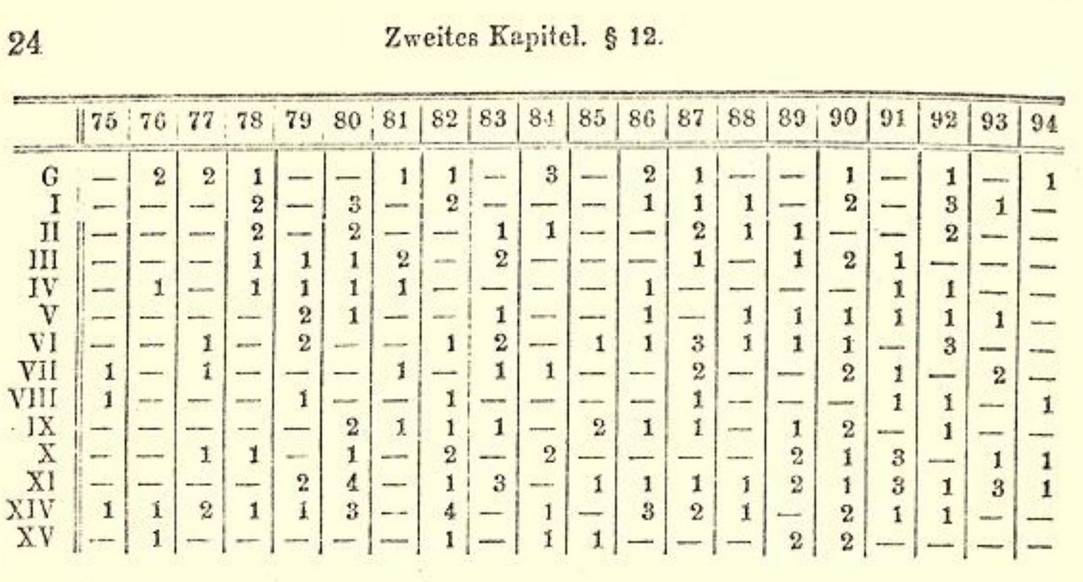 24 Zweites Kapitel. § 12.
75 76 77 78 79 80 81 82 83 84 85 86 87 88 89 90 91 92 93 94
G — 2 2 1 — — 1 1 — 3 — 2 1 — — 1 — 1 — 1
I — — — 2 — 3 — 2 — — — 1 1 1 — 2 — 3 1 —
II — — — 2 — 2 — — 1 1 — — 2 1 1 — — 2 — —
III — — — 1 1 1 2 — 2 — — — 1 — 1 2 1 — — —
IV — 1 — 1 1 1 1 — — — — 1 — — — — 1 1 — —
V — — — — 2 1 — — 1 — — 1 — 1 1 1 1 1 1 —
VI — — 1 — 2 — — 1 2 — 1 1 3 1 1 1 — 3 — —
VII 1 — 1 — — — 1 — 1 1 — — 2 — — 2 1 — 2 —
VIII 1 — — — 1 — — 1 — — — — 1 — — — 1 1 — 1
IX — — — — — 2 1 1 1 — 2 1 1 — 1 2 — 1 — —
X — — 1 1 — 1 — 2 — 2 — — — — 2 1 3 — 1 1
XI — — — — 2 4 — 1 3 — 1 1 1 1 2 1 3 1 3 1
XIV 1 1 2 1 1 3 — 4 — 1 — 3 2 1 — 2 1 1 — —
XV — 1 — — — — — 1 — 1 1 — — — 2 2 — — — —